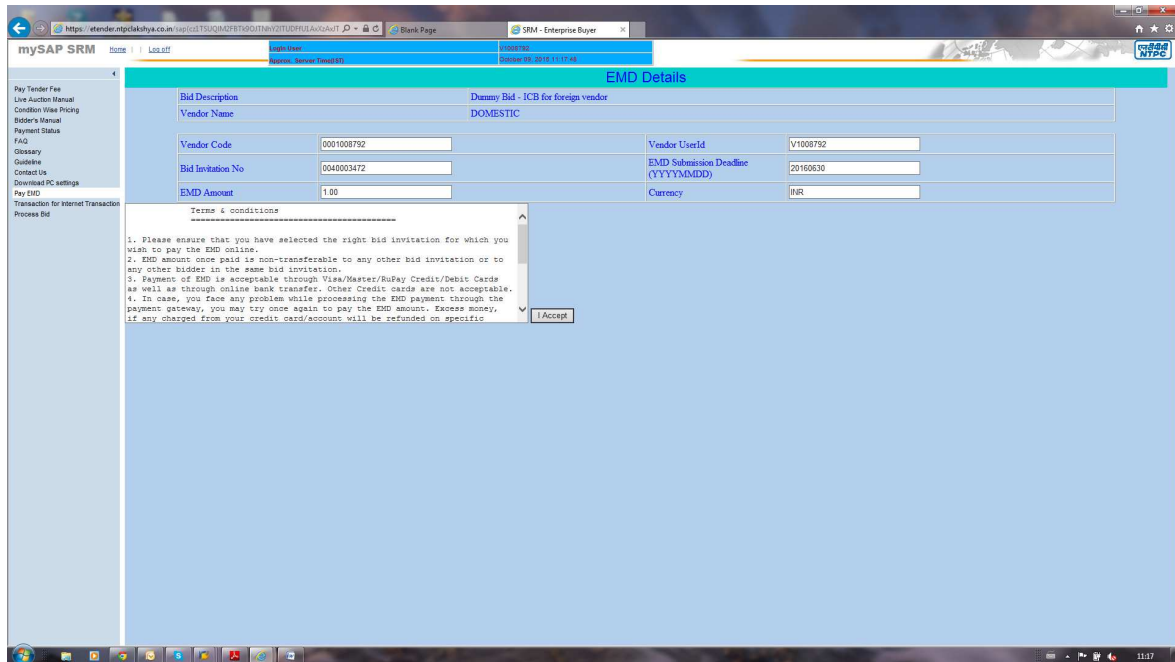 https://etender.ntpclakshya.co.in/sap(cz1TSUQlM2FBTk9OJTNhY2lTUDFfUUAxXzAxJT
Blank Page
SRM - Enterprise Buyer
mySAP SRM
Home | | Log off
Login User
V1008792
Approx. Server Time(IST)
October 09, 2015 11:17:48
एनटीपीसी
NTPC
EMD Details
Pay Tender Fee
Live Auction Manual
Condition Wise Pricing
Bidder's Manual
Payment Status
FAQ
Glossary
Guideline
Contact Us
Download PC settings
Pay EMD
Transaction for Internet Transaction
Process Bid
Bid Description Dummy Bid - ICB for foreign vendor
Vendor Name DOMESTIC
Vendor Code 0001008792 Vendor UserId V1008792
Bid Invitation No 0040003472 EMD Submission Deadline
(YYYYMMDD) 20160630
EMD Amount 1.00 Currency INR
Terms & conditions
============================================
1. Please ensure that you have selected the right bid invitation for which you
wish to pay the EMD online.
2. EMD amount once paid is non-transferable to any other bid invitation or to
any other bidder in the same bid invitation.
3. Payment of EMD is acceptable through Visa/Master/RuPay Credit/Debit Cards
as well as through online bank transfer. Other Credit cards are not acceptable.
4. In case, you face any problem while processing the EMD payment through the
payment gateway, you may try once again to pay the EMD amount. Excess money,
if any charged from your credit card/account will be refunded on specific
I Accept
11:17